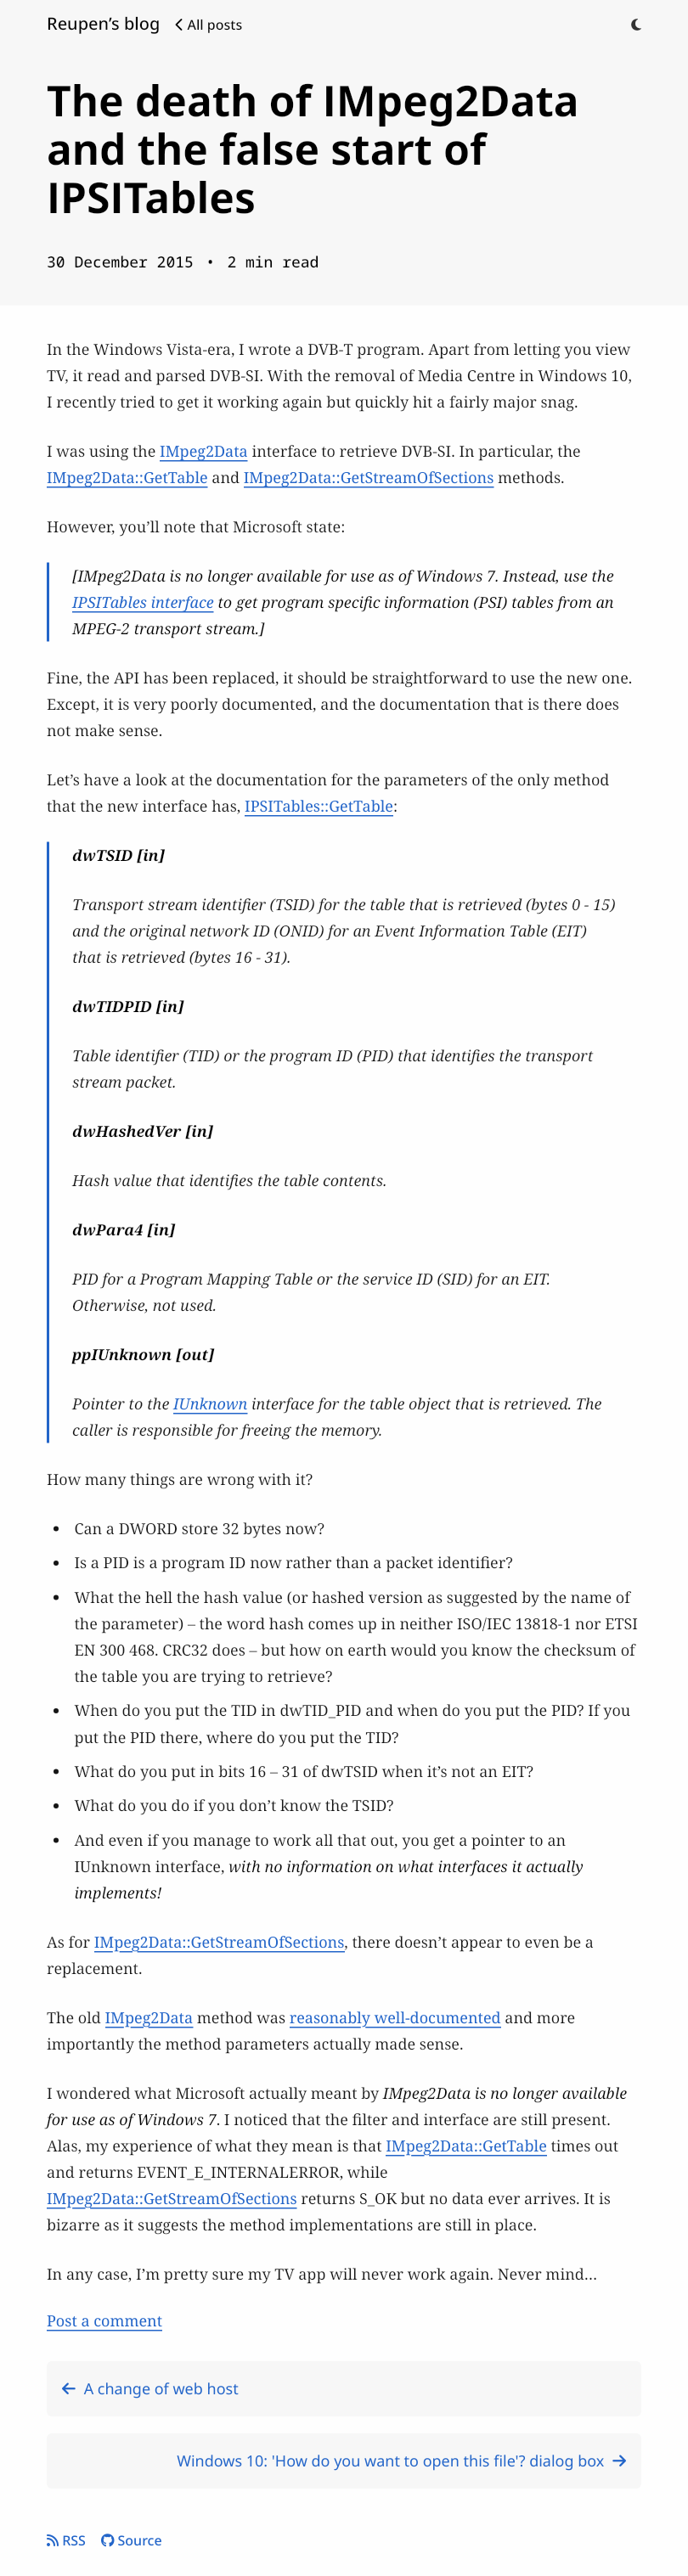 Reupen’s blog All posts
The death of IMpeg2Data
and the false start of
IPSITables
30 December 2015 • 2 min read
In the Windows Vista-era, I wrote a DVB-T program. Apart from letting you view
TV, it read and parsed DVB-SI. With the removal of Media Centre in Windows 10,
I recently tried to get it working again but quickly hit a fairly major snag.
I was using the IMpeg2Data interface to retrieve DVB-SI. In particular, the
IMpeg2Data::GetTable and IMpeg2Data::GetStreamOfSections methods.
However, you’ll note that Microsoft state:
[IMpeg2Data is no longer available for use as of Windows 7. Instead, use the
IPSITables interface to get program specific information (PSI) tables from an
MPEG-2 transport stream.]
Fine, the API has been replaced, it should be straightforward to use the new one.
Except, it is very poorly documented, and the documentation that is there does
not make sense.
Let’s have a look at the documentation for the parameters of the only method
that the new interface has, IPSITables::GetTable:
dwTSID [in]
Transport stream identifier (TSID) for the table that is retrieved (bytes 0 - 15)
and the original network ID (ONID) for an Event Information Table (EIT)
that is retrieved (bytes 16 - 31).
dwTIDPID [in]
Table identifier (TID) or the program ID (PID) that identifies the transport
stream packet.
dwHashedVer [in]
Hash value that identifies the table contents.
dwPara4 [in]
PID for a Program Mapping Table or the service ID (SID) for an EIT.
Otherwise, not used.
ppIUnknown [out]
Pointer to the IUnknown interface for the table object that is retrieved. The
caller is responsible for freeing the memory.
How many things are wrong with it?
• Can a DWORD store 32 bytes now?
• Is a PID is a program ID now rather than a packet identifier?
• What the hell the hash value (or hashed version as suggested by the name of
the parameter) – the word hash comes up in neither ISO/IEC 13818-1 nor ETSI
EN 300 468. CRC32 does – but how on earth would you know the checksum of
the table you are trying to retrieve?
• When do you put the TID in dwTID_PID and when do you put the PID? If you
put the PID there, where do you put the TID?
• What do you put in bits 16 – 31 of dwTSID when it’s not an EIT?
• What do you do if you don’t know the TSID?
• And even if you manage to work all that out, you get a pointer to an
IUnknown interface, with no information on what interfaces it actually
implements!
As for IMpeg2Data::GetStreamOfSections, there doesn’t appear to even be a
replacement.
The old IMpeg2Data method was reasonably well-documented and more
importantly the method parameters actually made sense.
I wondered what Microsoft actually meant by IMpeg2Data is no longer available
for use as of Windows 7. I noticed that the filter and interface are still present.
Alas, my experience of what they mean is that IMpeg2Data::GetTable times out
and returns EVENT_E_INTERNALERROR, while
IMpeg2Data::GetStreamOfSections returns S_OK but no data ever arrives. It is
bizarre as it suggests the method implementations are still in place.
In any case, I’m pretty sure my TV app will never work again. Never mind…
Post a comment
← A change of web host
Windows 10: 'How do you want to open this file'? dialog box →
RSS Source